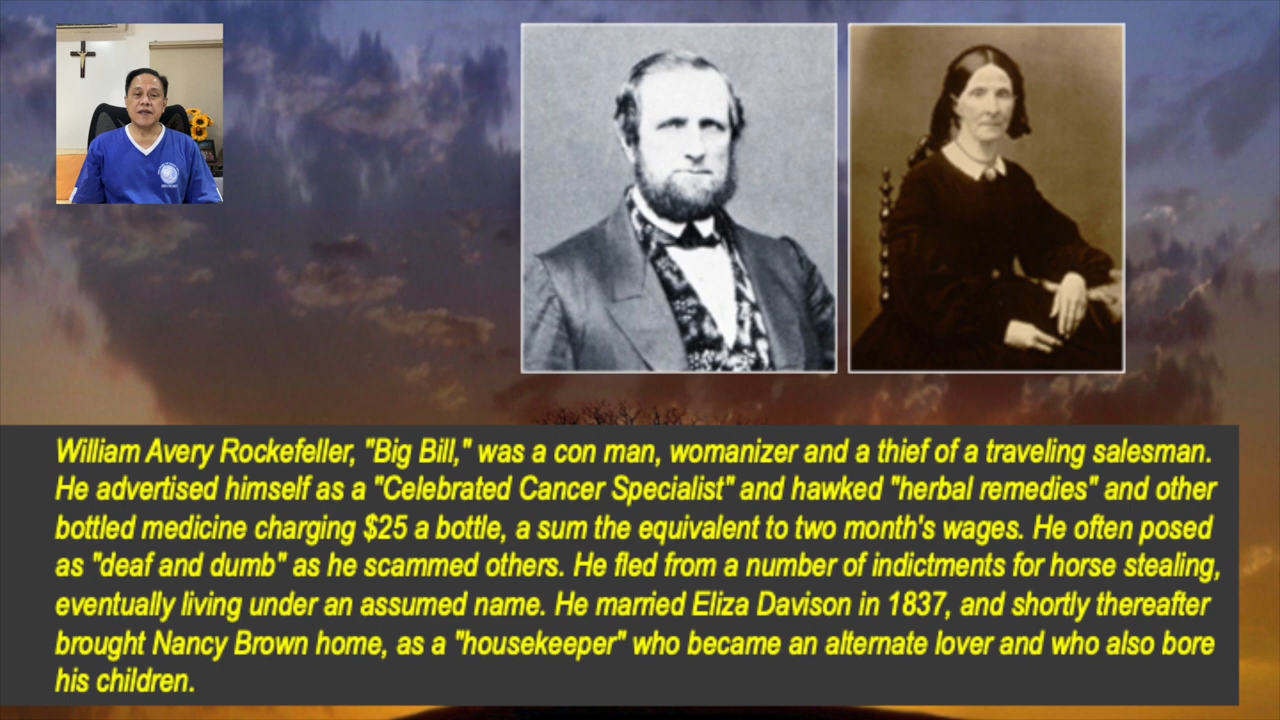 William Avery Rockefeller, "Big Bill," was a con man, womanizer and a thief of a traveling salesman.
He advertised himself as a "Celebrated Cancer Specialist" and hawked "herbal remedies" and other
bottled medicine charging $25 a bottle, a sum the equivalent to two month's wages. He often posed
as "deaf and dumb" as he scammed others. He fled from a number of indictments for horse stealing,
eventually living under an assumed name. He married Eliza Davison in 1837, and shortly thereafter
brought Nancy Brown home, as a "housekeeper" who became an alternate lover and who also bore
his children.